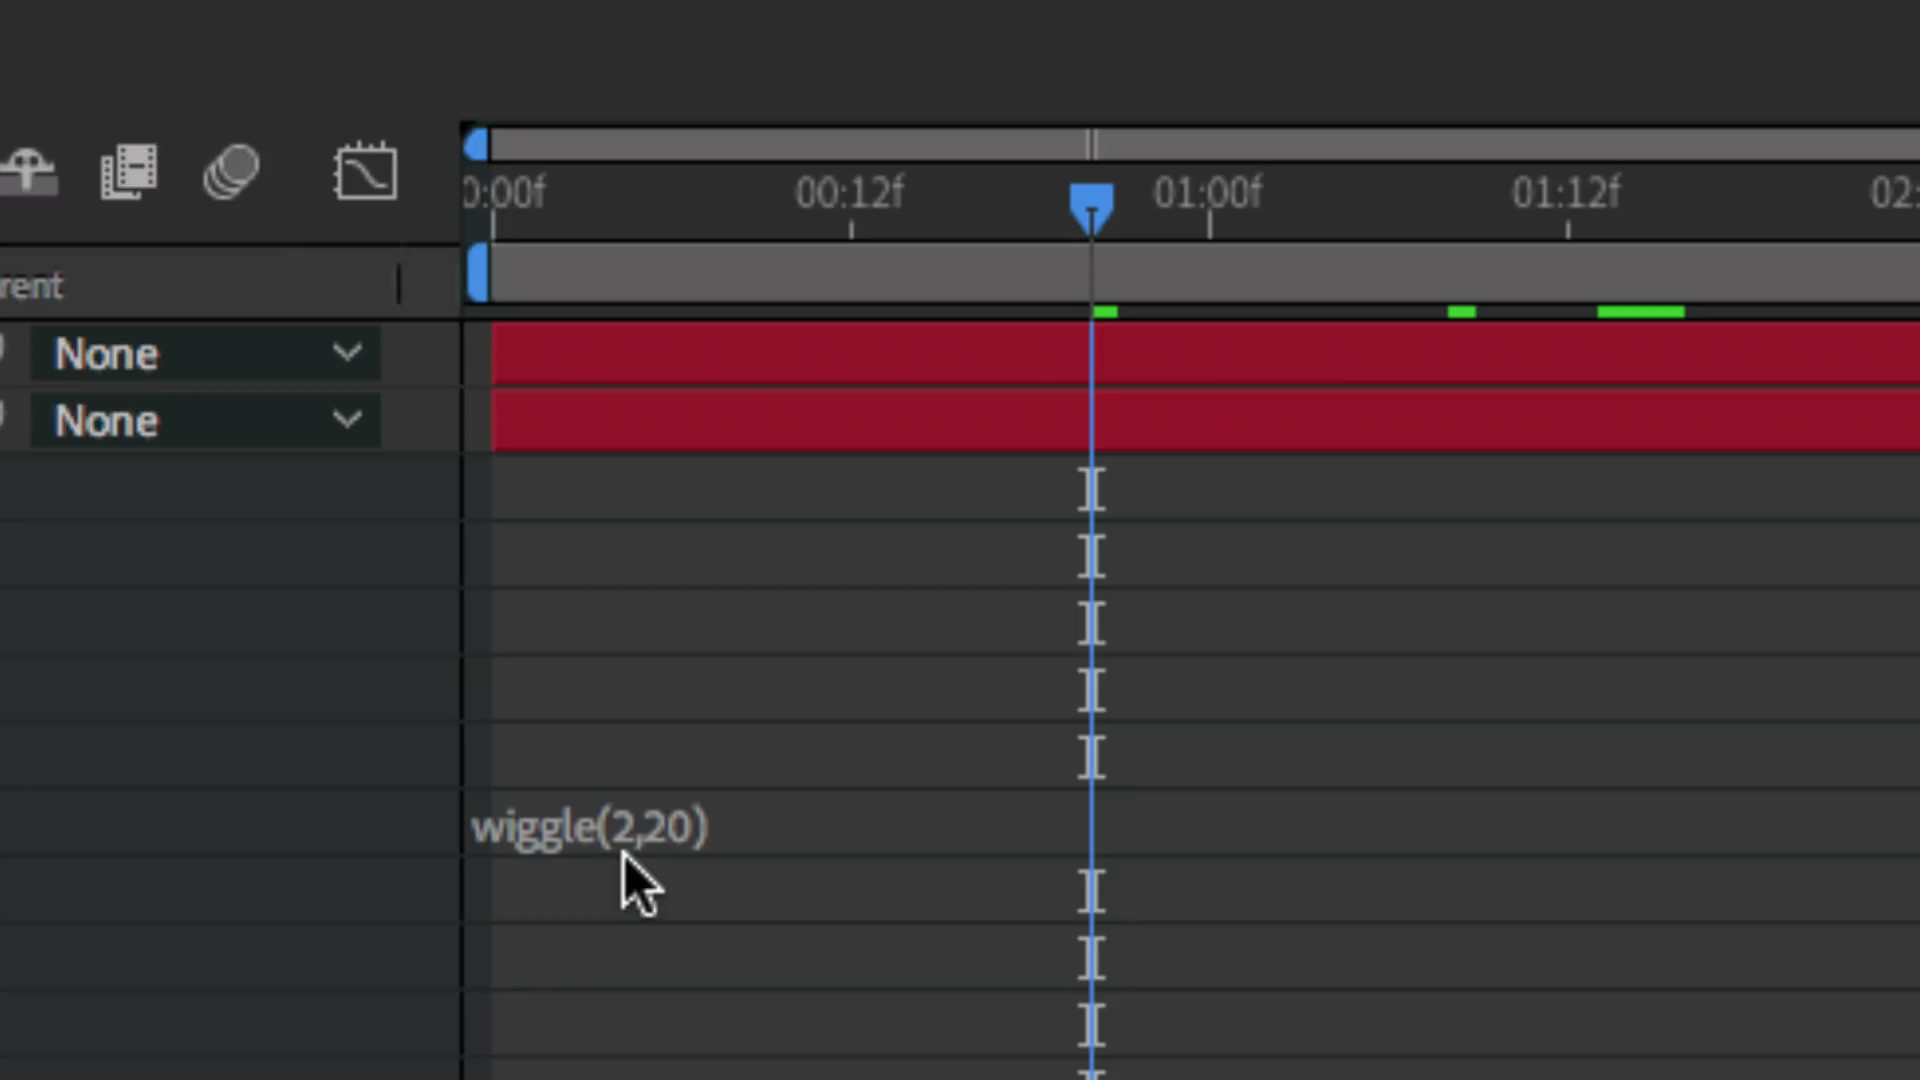 0:00f 00:12f 01:00f 01:12f 02:
rent
None
None
wiggle(2,20)